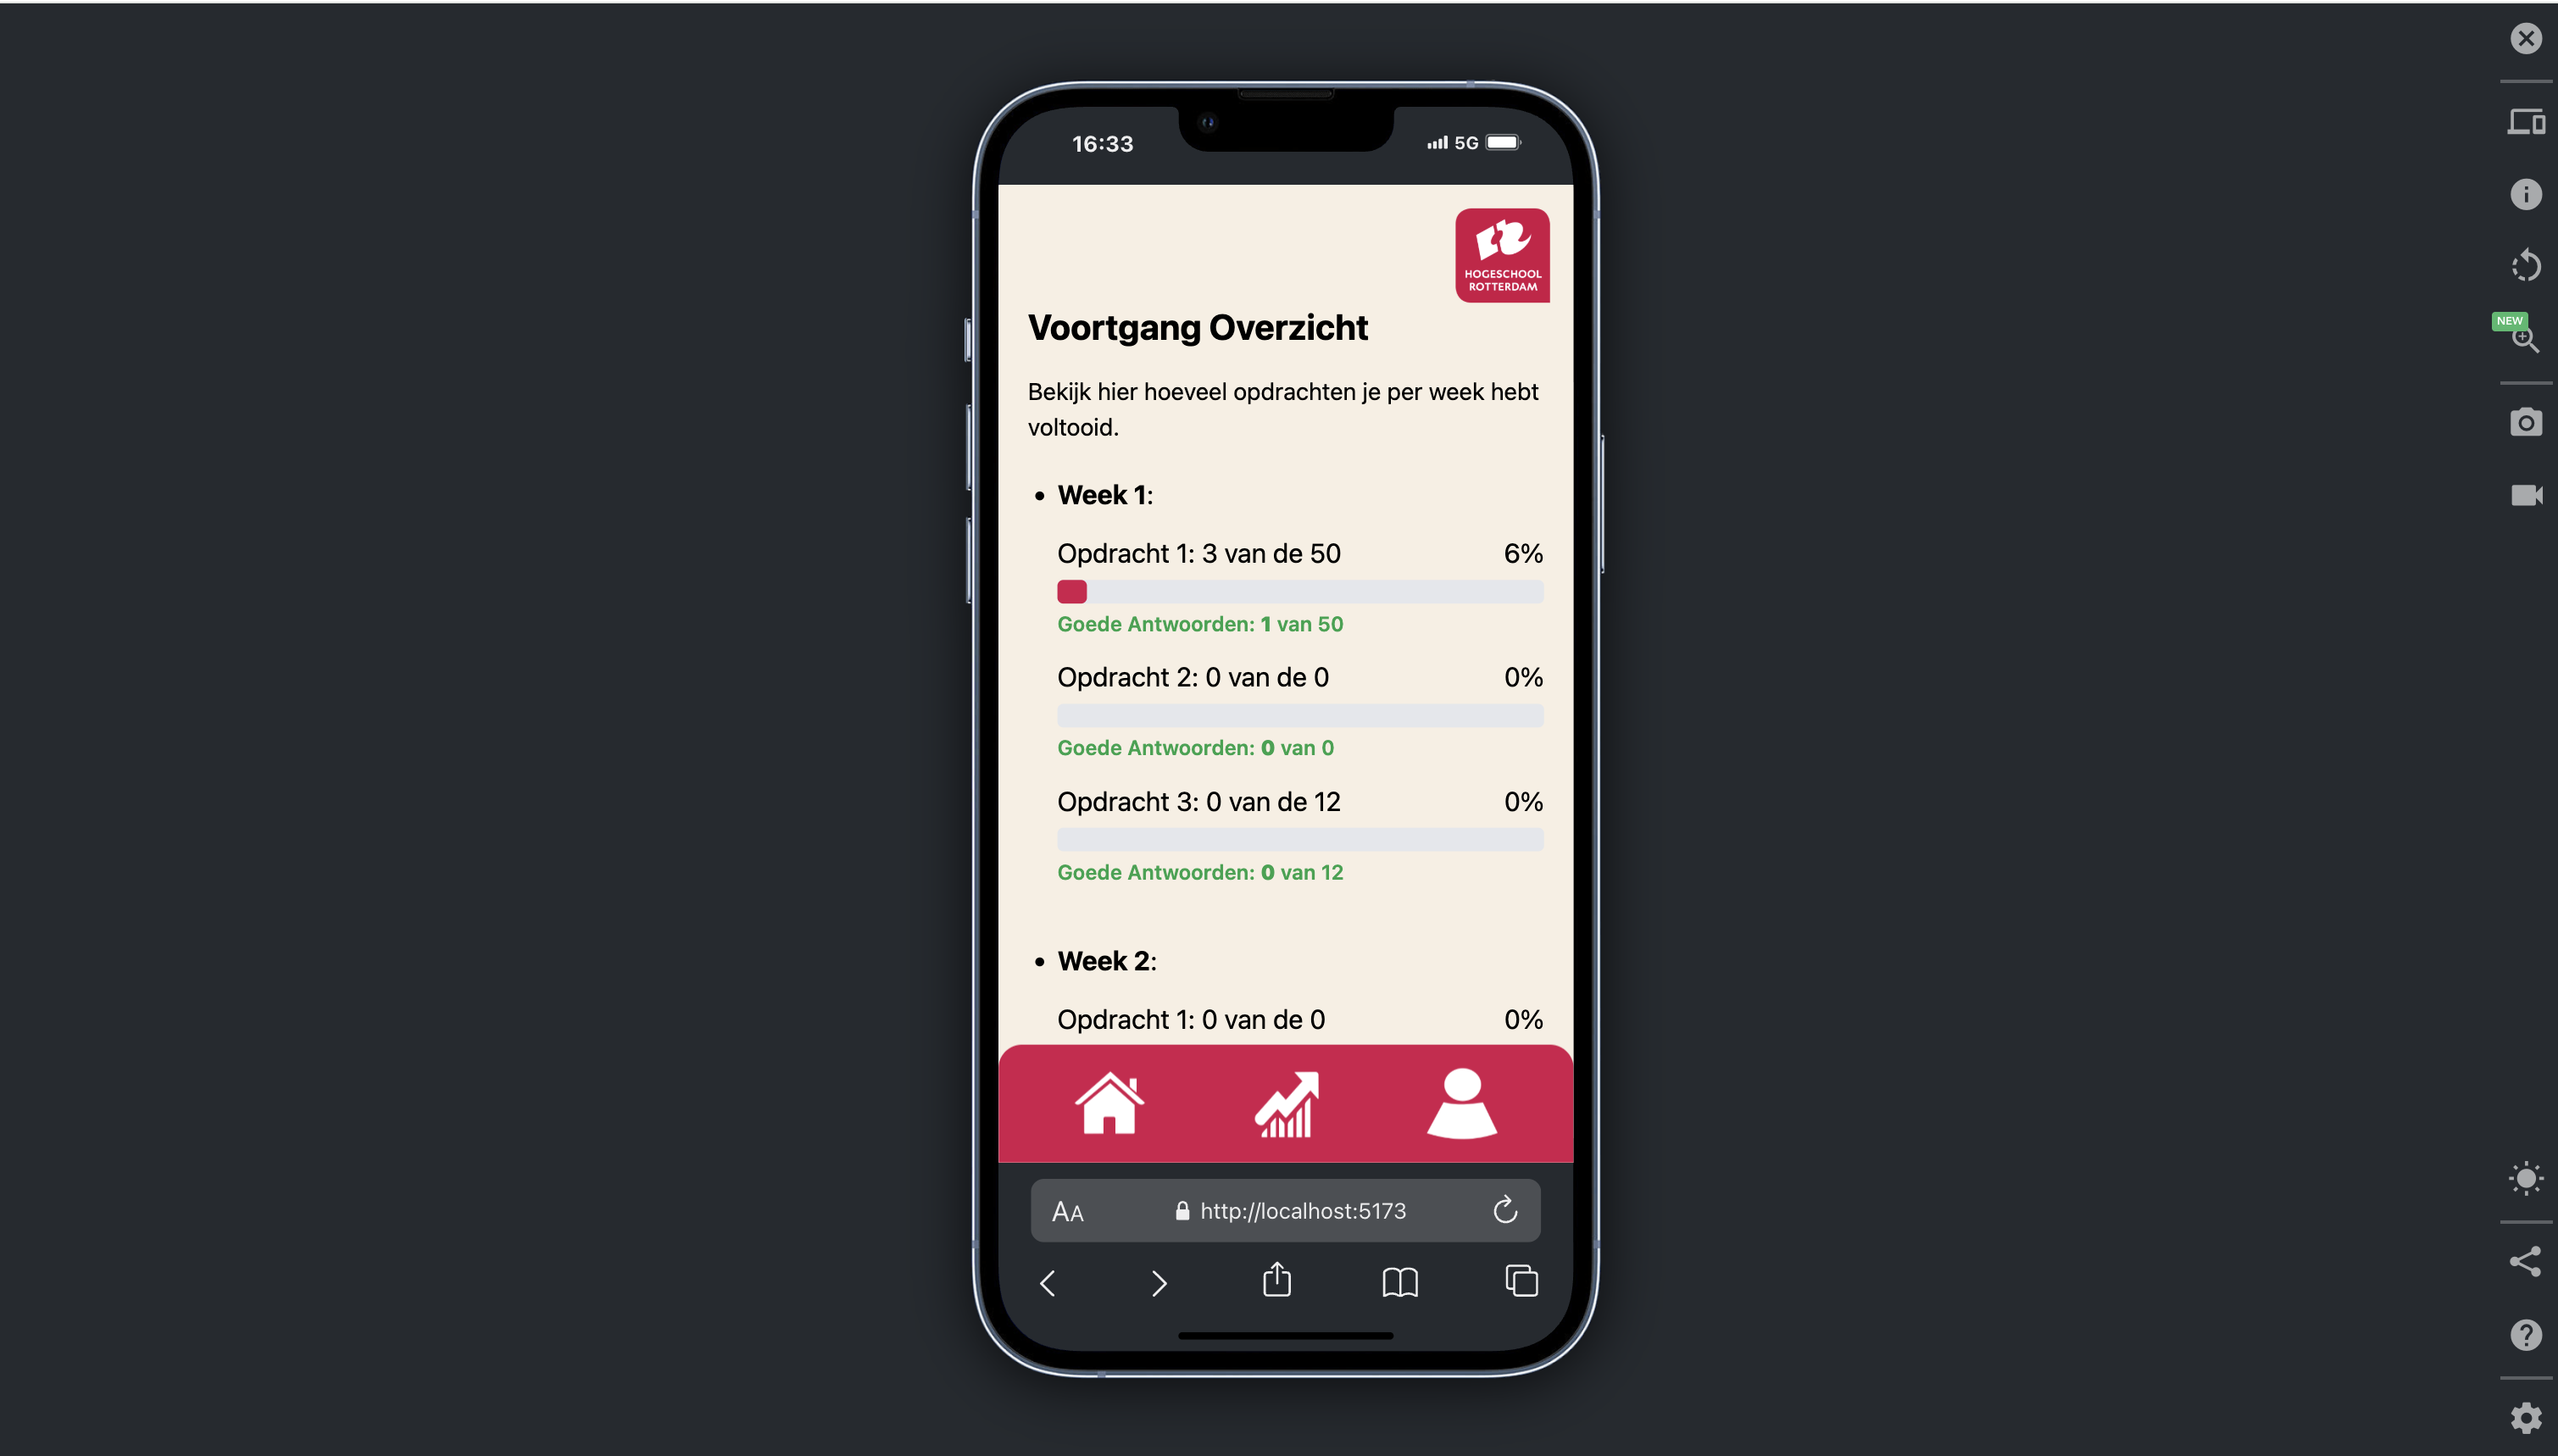 16:33
5G
HOGESCHOOL
ROTTERDAM
Voortgang Overzicht
Bekijk hier hoeveel opdrachten je per week hebt
voltooid.
• Week 1:
Opdracht 1: 3 van de 50 6%
Goede Antwoorden: 1 van 50
Opdracht 2: 0 van de 0 0%
Goede Antwoorden: 0 van 0
Opdracht 3: 0 van de 12 0%
Goede Antwoorden: 0 van 12
• Week 2:
Opdracht 1: 0 van de 0 0%
AA http://localhost:5173
NEW